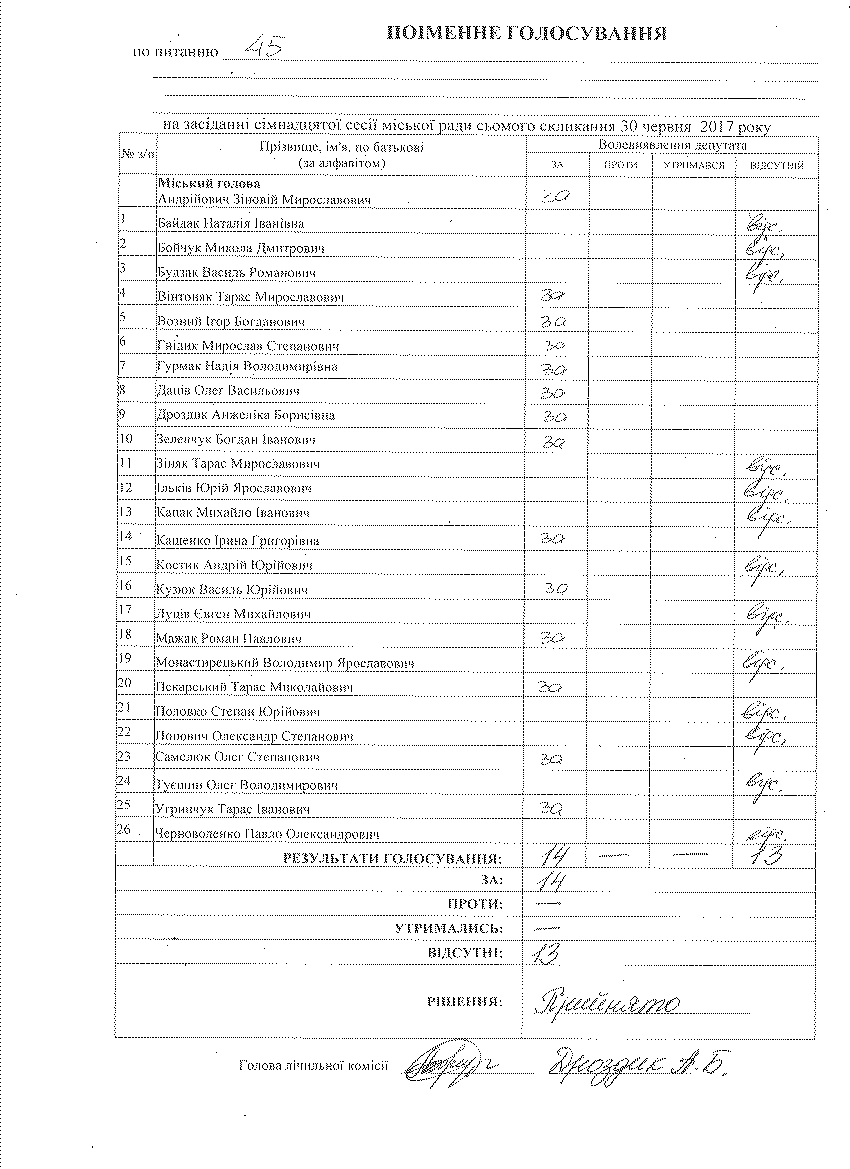 ПОІМЕННЕ ГОЛОСУВАННЯ
по питанню 45
на засіданні сімнадцятої сесії міської ради сьомого скликання 30 червня 2017 року
№ з/п Прізвище, ім'я, по батькові (за алфавітом) Волевиявлення депутата
ЗА ПРОТИ УТРИМАВСЯ ВІДСУТНІЙ
Міський голова
Андрійович Зіновій Мирославович за
1 Байдак Наталія Іванівна відс.
2 Бойчук Микола Дмитрович відс.
3 Будзак Василь Романович відс.
4 Вінтоняк Тарас Мирославович за
5 Возний Ігор Богданович за
6 Гнідик Мирослав Степанович за
7 Гурмак Надія Володимирівна за
8 Даців Олег Васильович за
9 Дроздик Анжеліка Борисівна за
10 Зеленчук Богдан Іванович за
11 Зіняк Тарас Мирославович відс.
12 Ільків Юрій Ярославович відс.
13 Капак Михайло Іванович відс.
14 Кащенко Ірина Григорівна за
15 Костик Андрій Юрійович відс.
16 Кузюк Василь Юрійович за
17 Луців Євген Михайлович відс.
18 Мажак Роман Павлович за
19 Монастирецький Володимир Ярославович відс.
20 Пекарський Тарас Миколайович за
21 Половко Степан Юрійович відс.
22 Попович Олександр Степанович відс.
23 Самелюк Олег Степанович за
24 Олег Володимирович відс.
25 Угринчук Тарас Іванович за
26 Черноволенко Павло Олександрович відс.
РЕЗУЛЬТАТИ ГОЛОСУВАННЯ: 14 — — 13
ЗА: 14
ПРОТИ: —
УТРИМАЛИСЬ: —
ВІДСУТНІ: 13
РІШЕННЯ: Прийнято
Голова лічильної комісії Дроздик А.Б.